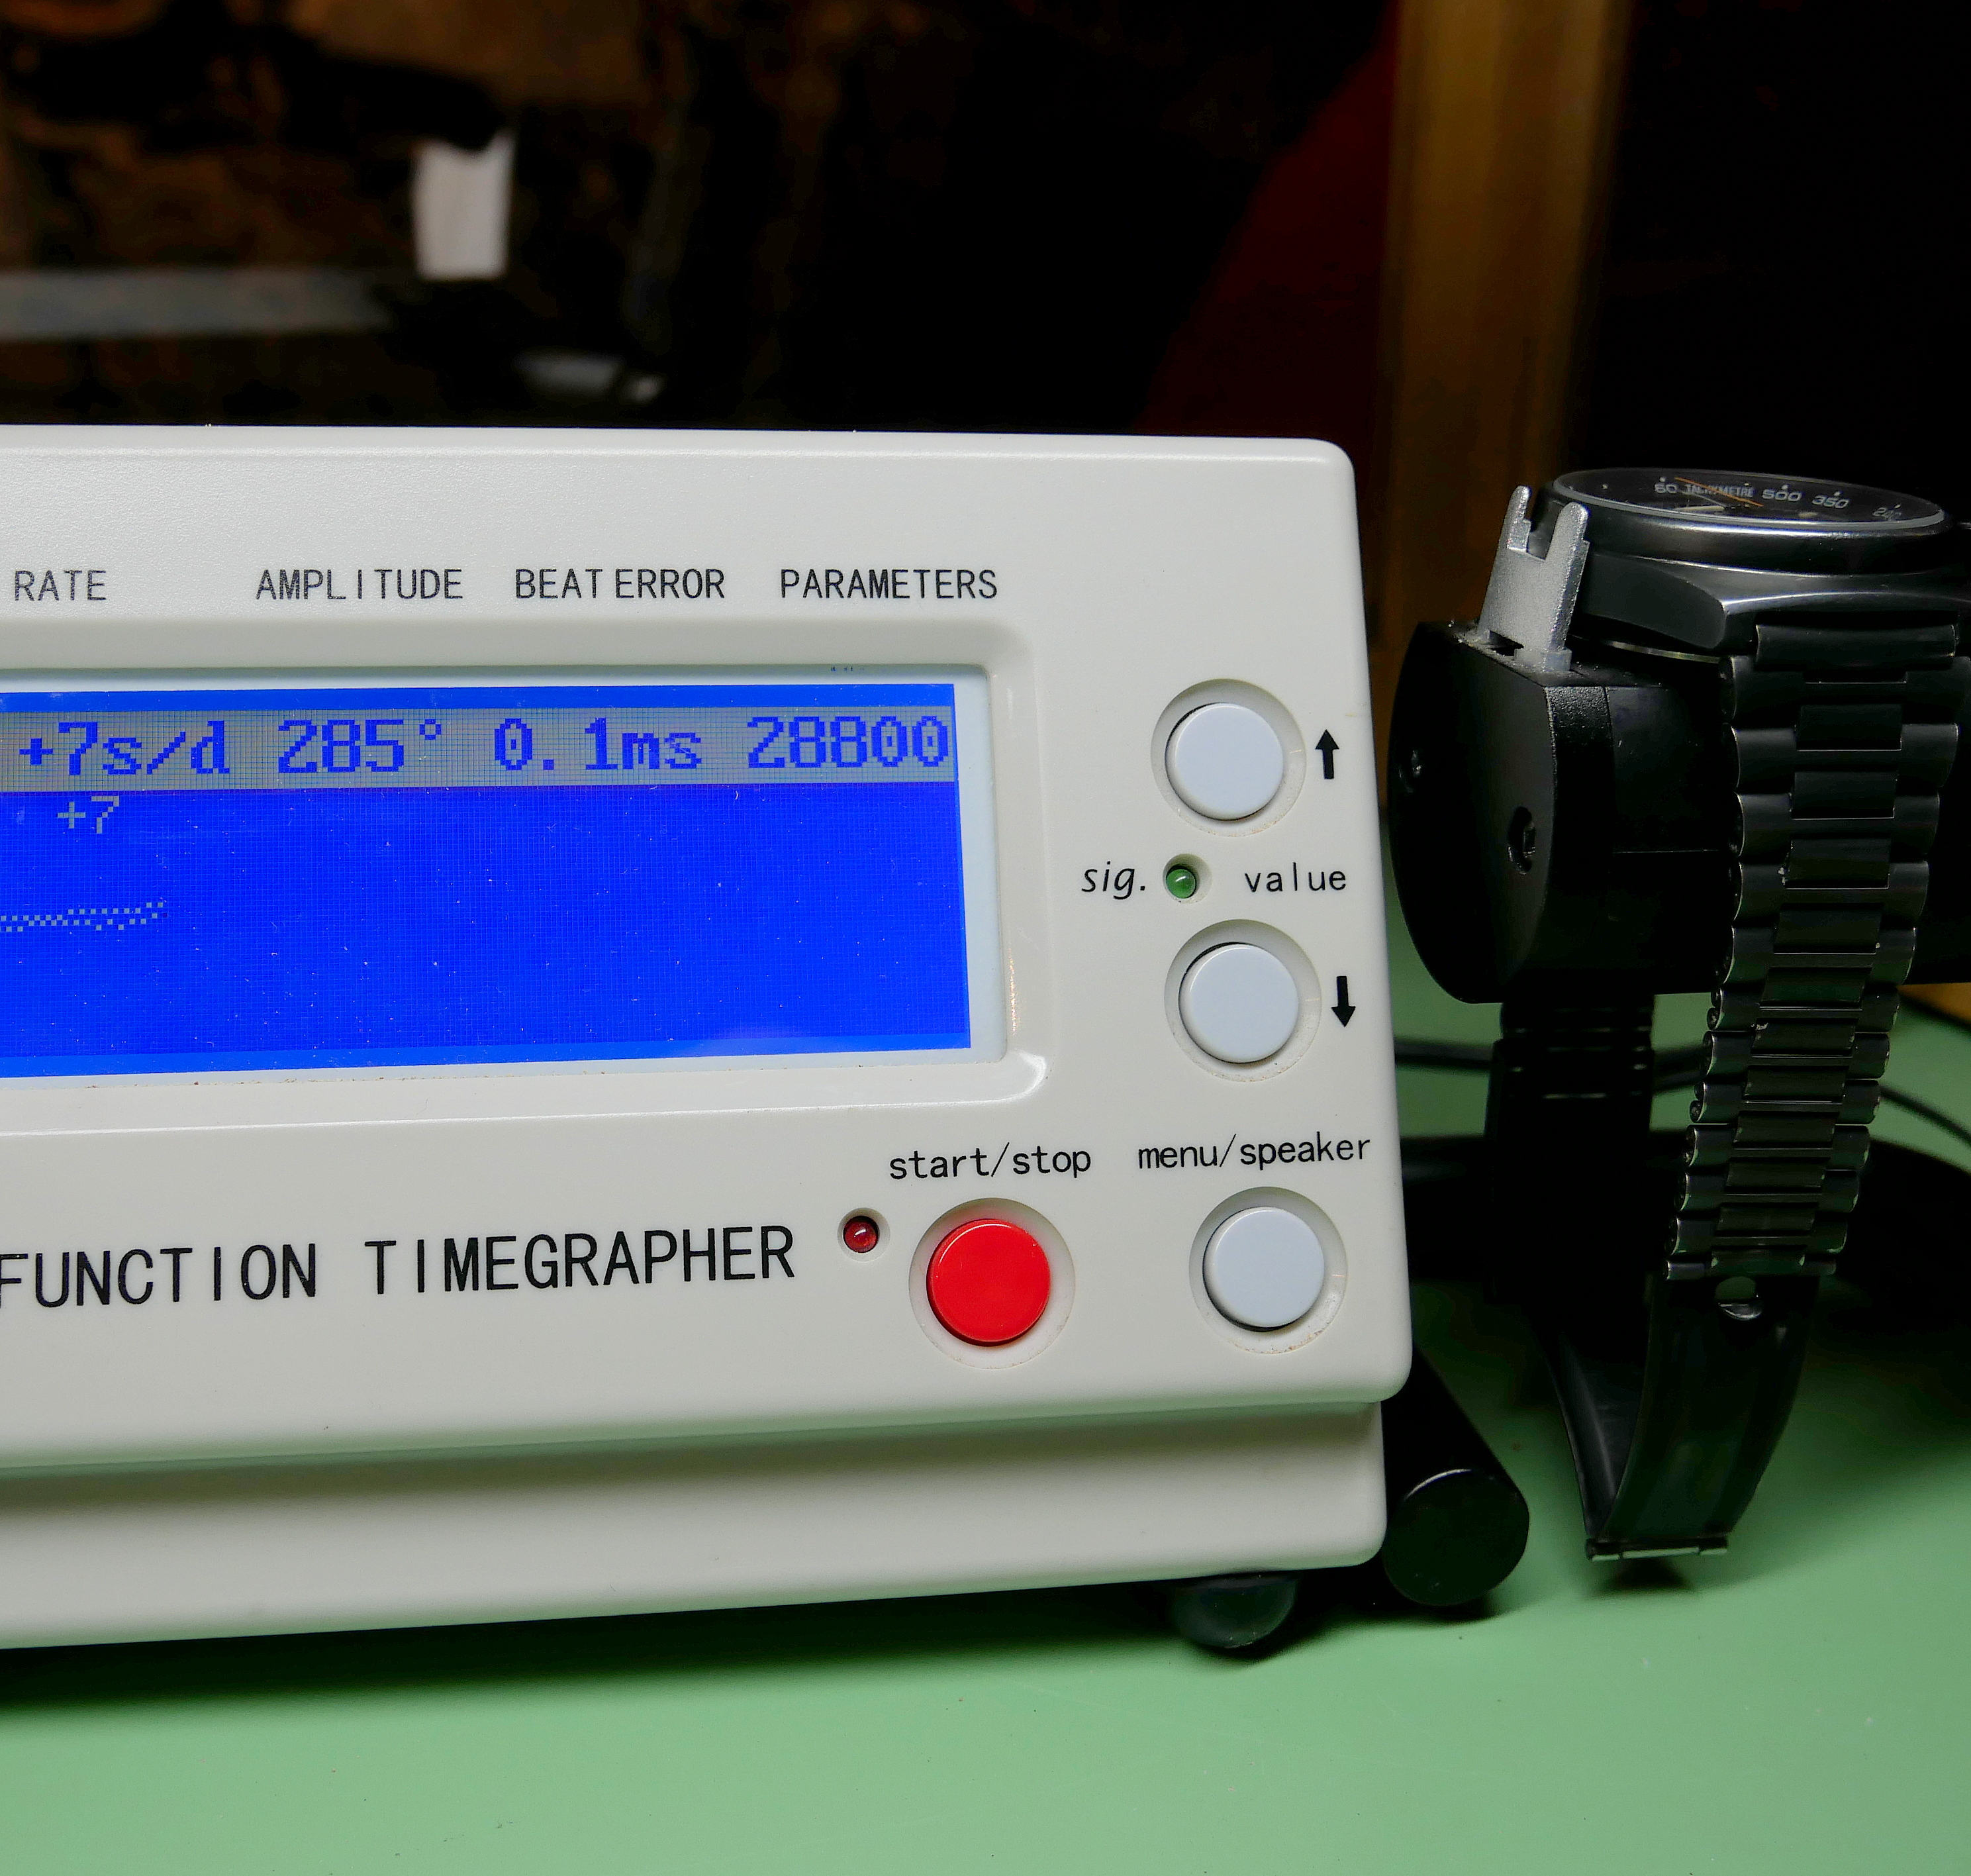 RATE AMPLITUDE BEAT ERROR PARAMETERS
+7s/d 285° 0.1ms 28800
+7
sig. value
start/stop menu/speaker
FUNCTION TIMEGRAPHER
60 TACHYMETRE 500 350